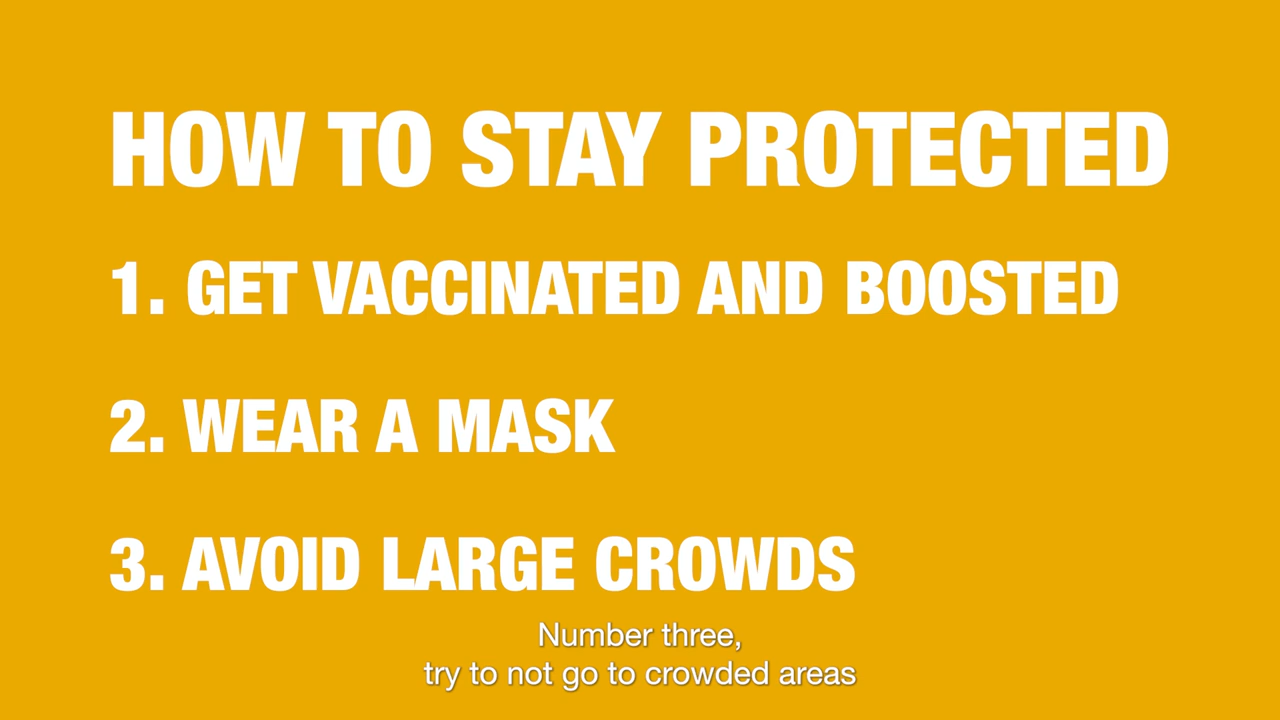 HOW TO STAY PROTECTED
1. GET VACCINATED AND BOOSTED
2. WEAR A MASK
3. AVOID LARGE CROWDS
Number three,
try to not go to crowded areas